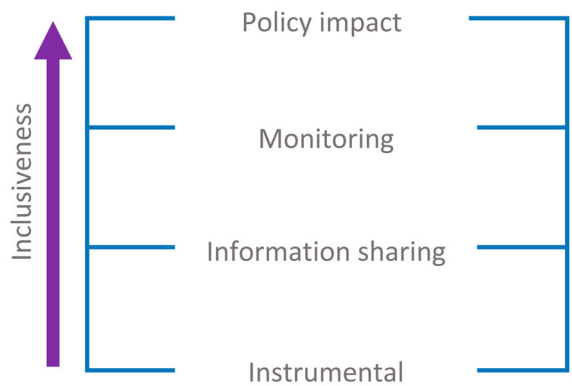 Policy impact
Monitoring
Inclusiveness
Information sharing
Instrumental